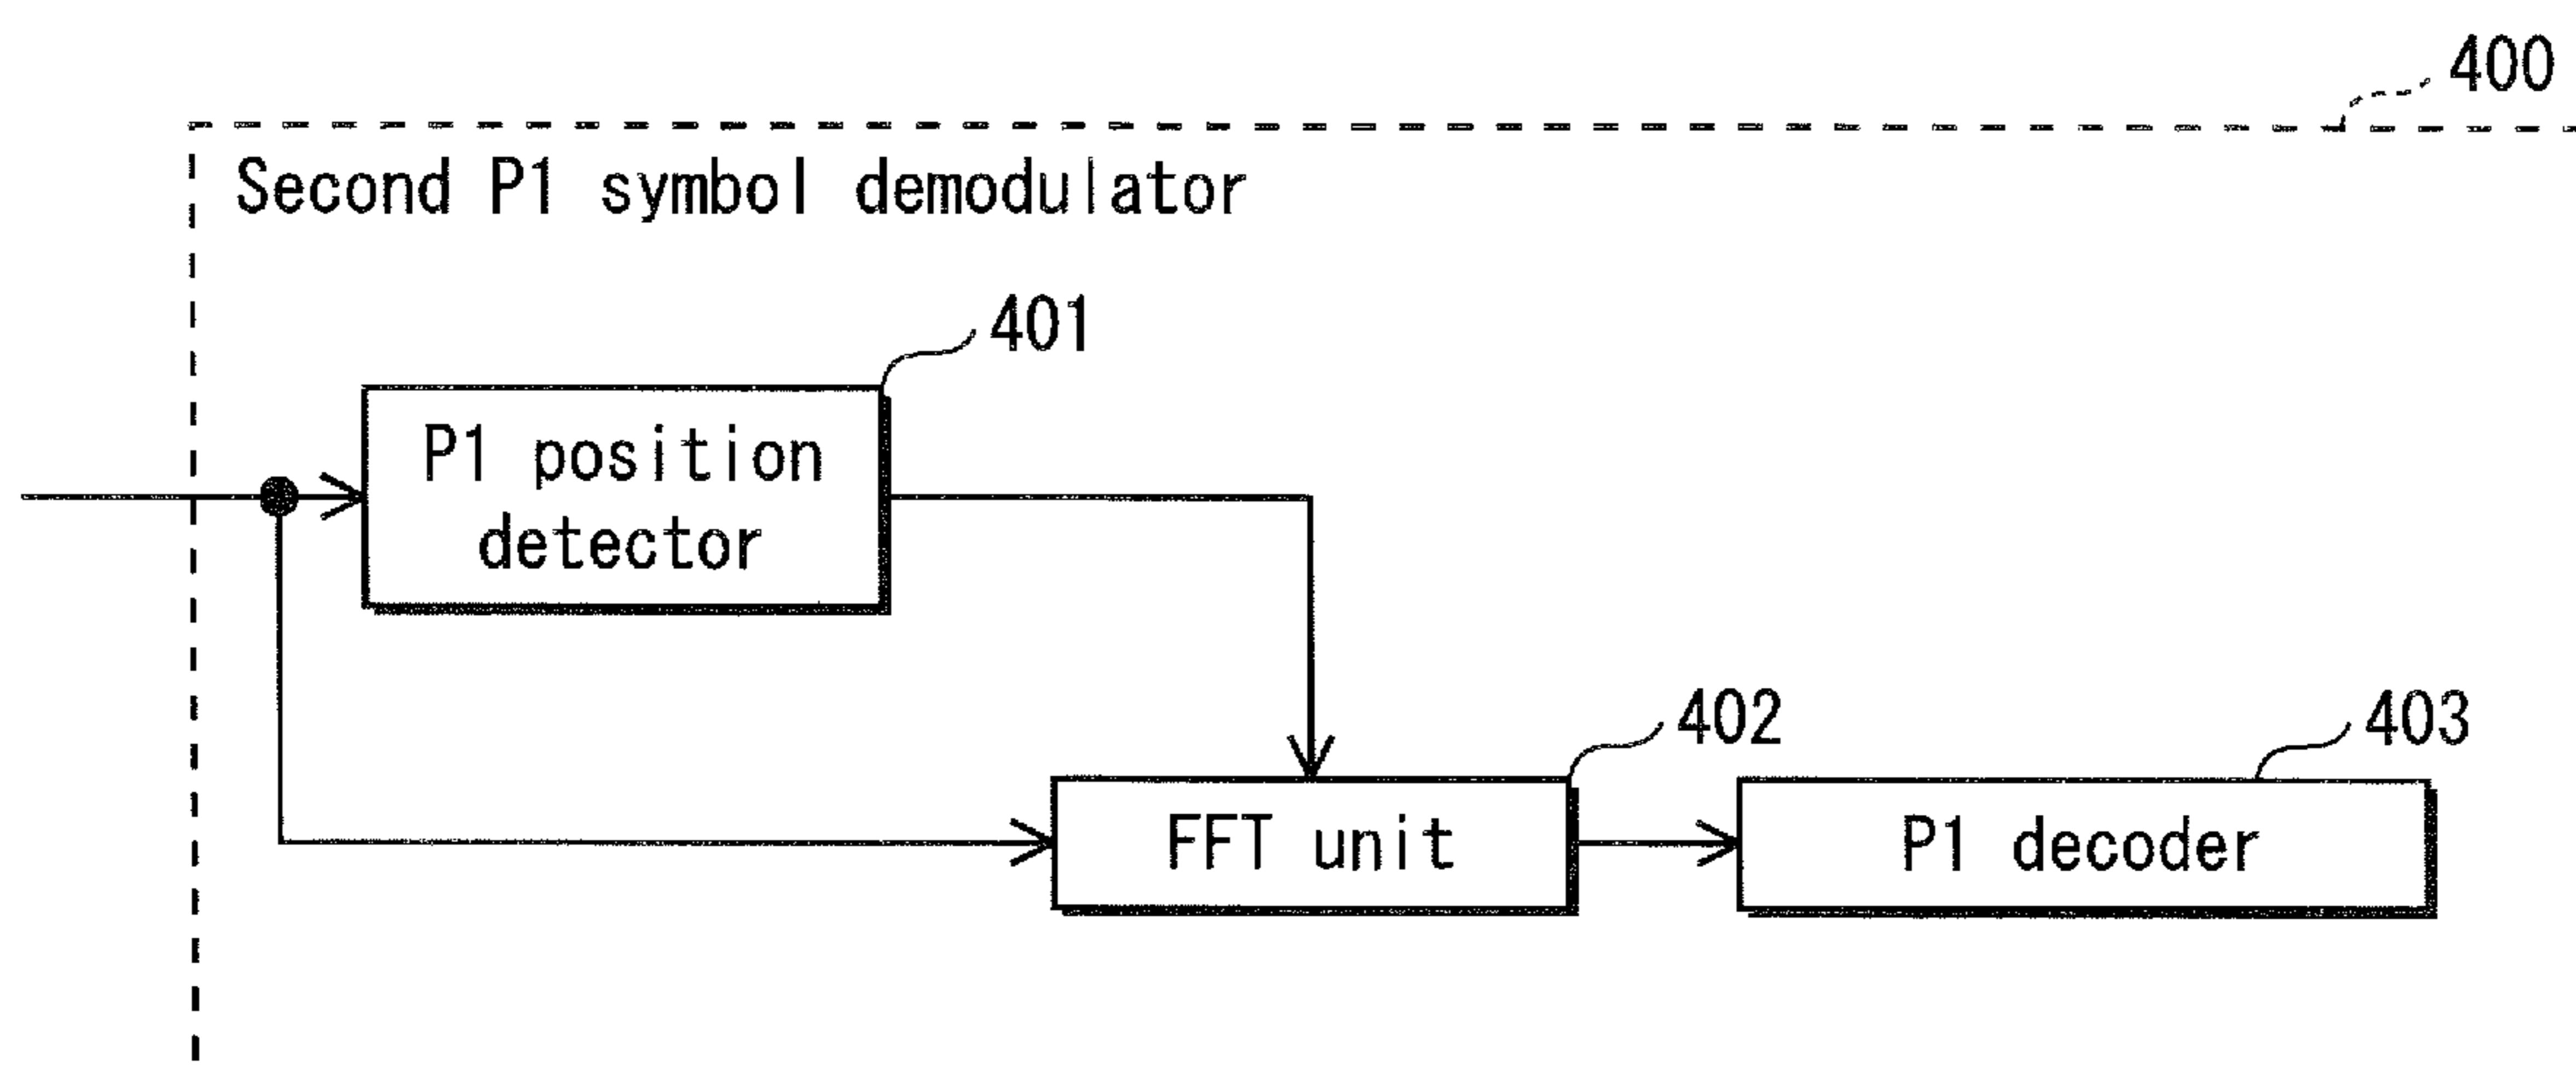 400
Second P1 symbol demodulator
401
P1 position
detector
402
403
FFT unit
P1 decoder